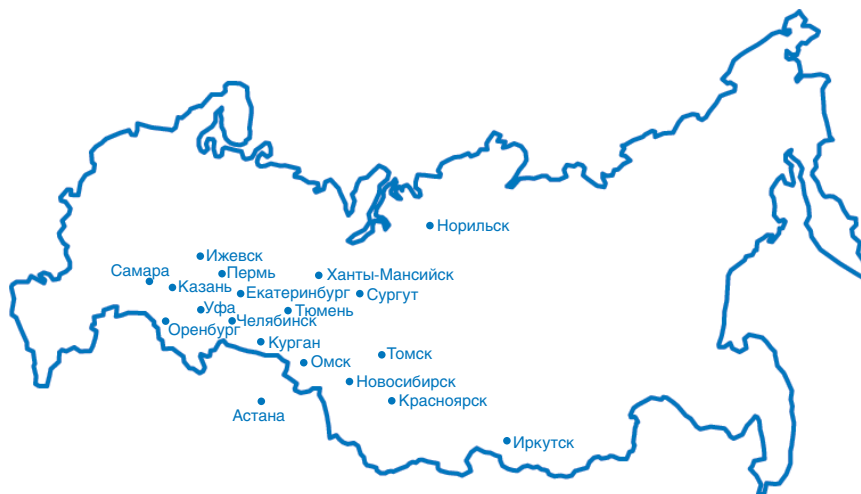 Норильск
Ижевск
Самара
Пермь
Ханты-Мансийск
Казань
Екатеринбург
Сургут
Уфа
Тюмень
Оренбург
Челябинск
Курган
Томск
Омск
Новосибирск
Красноярск
Астана
Иркутск